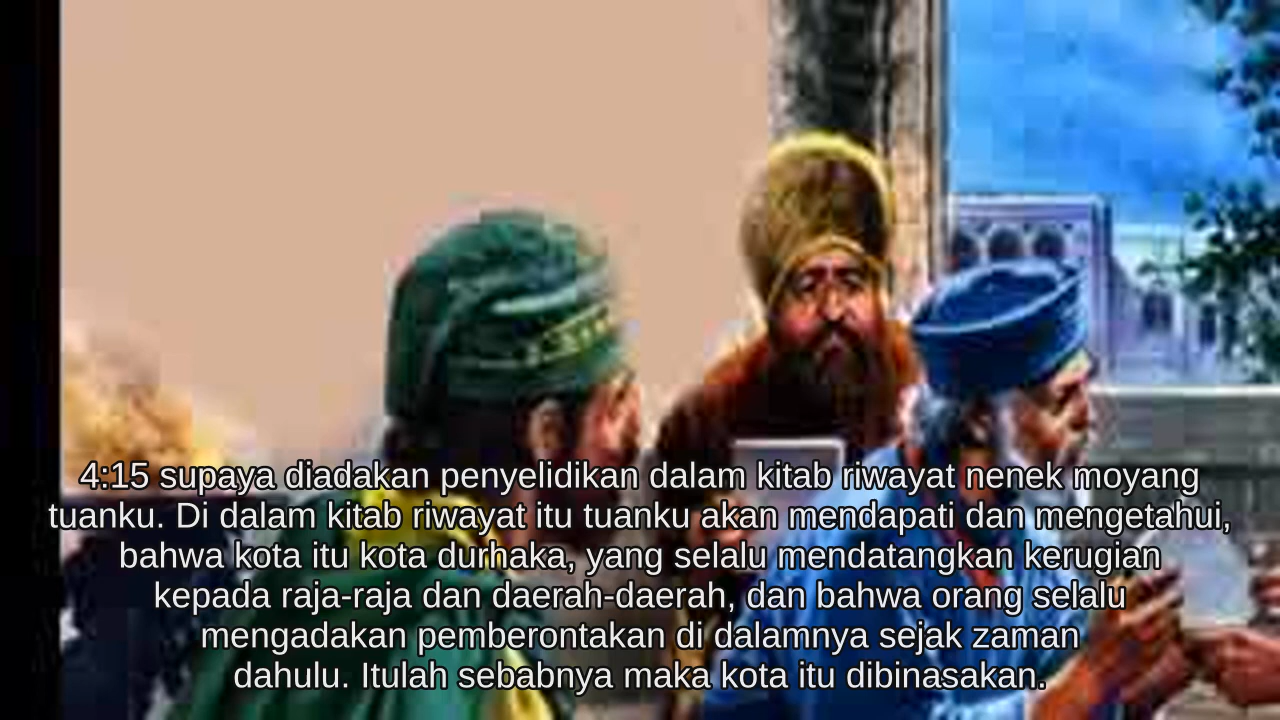 4:15 supaya diadakan penyelidikan dalam kitab riwayat nenek moyang
tuanku. Di dalam kitab riwayat itu tuanku akan mendapati dan mengetahui,
bahwa kota itu kota durhaka, yang selalu mendatangkan kerugian
kepada raja-raja dan daerah-daerah, dan bahwa orang selalu
mengadakan pemberontakan di dalamnya sejak zaman
dahulu. Itulah sebabnya maka kota itu dibinasakan.